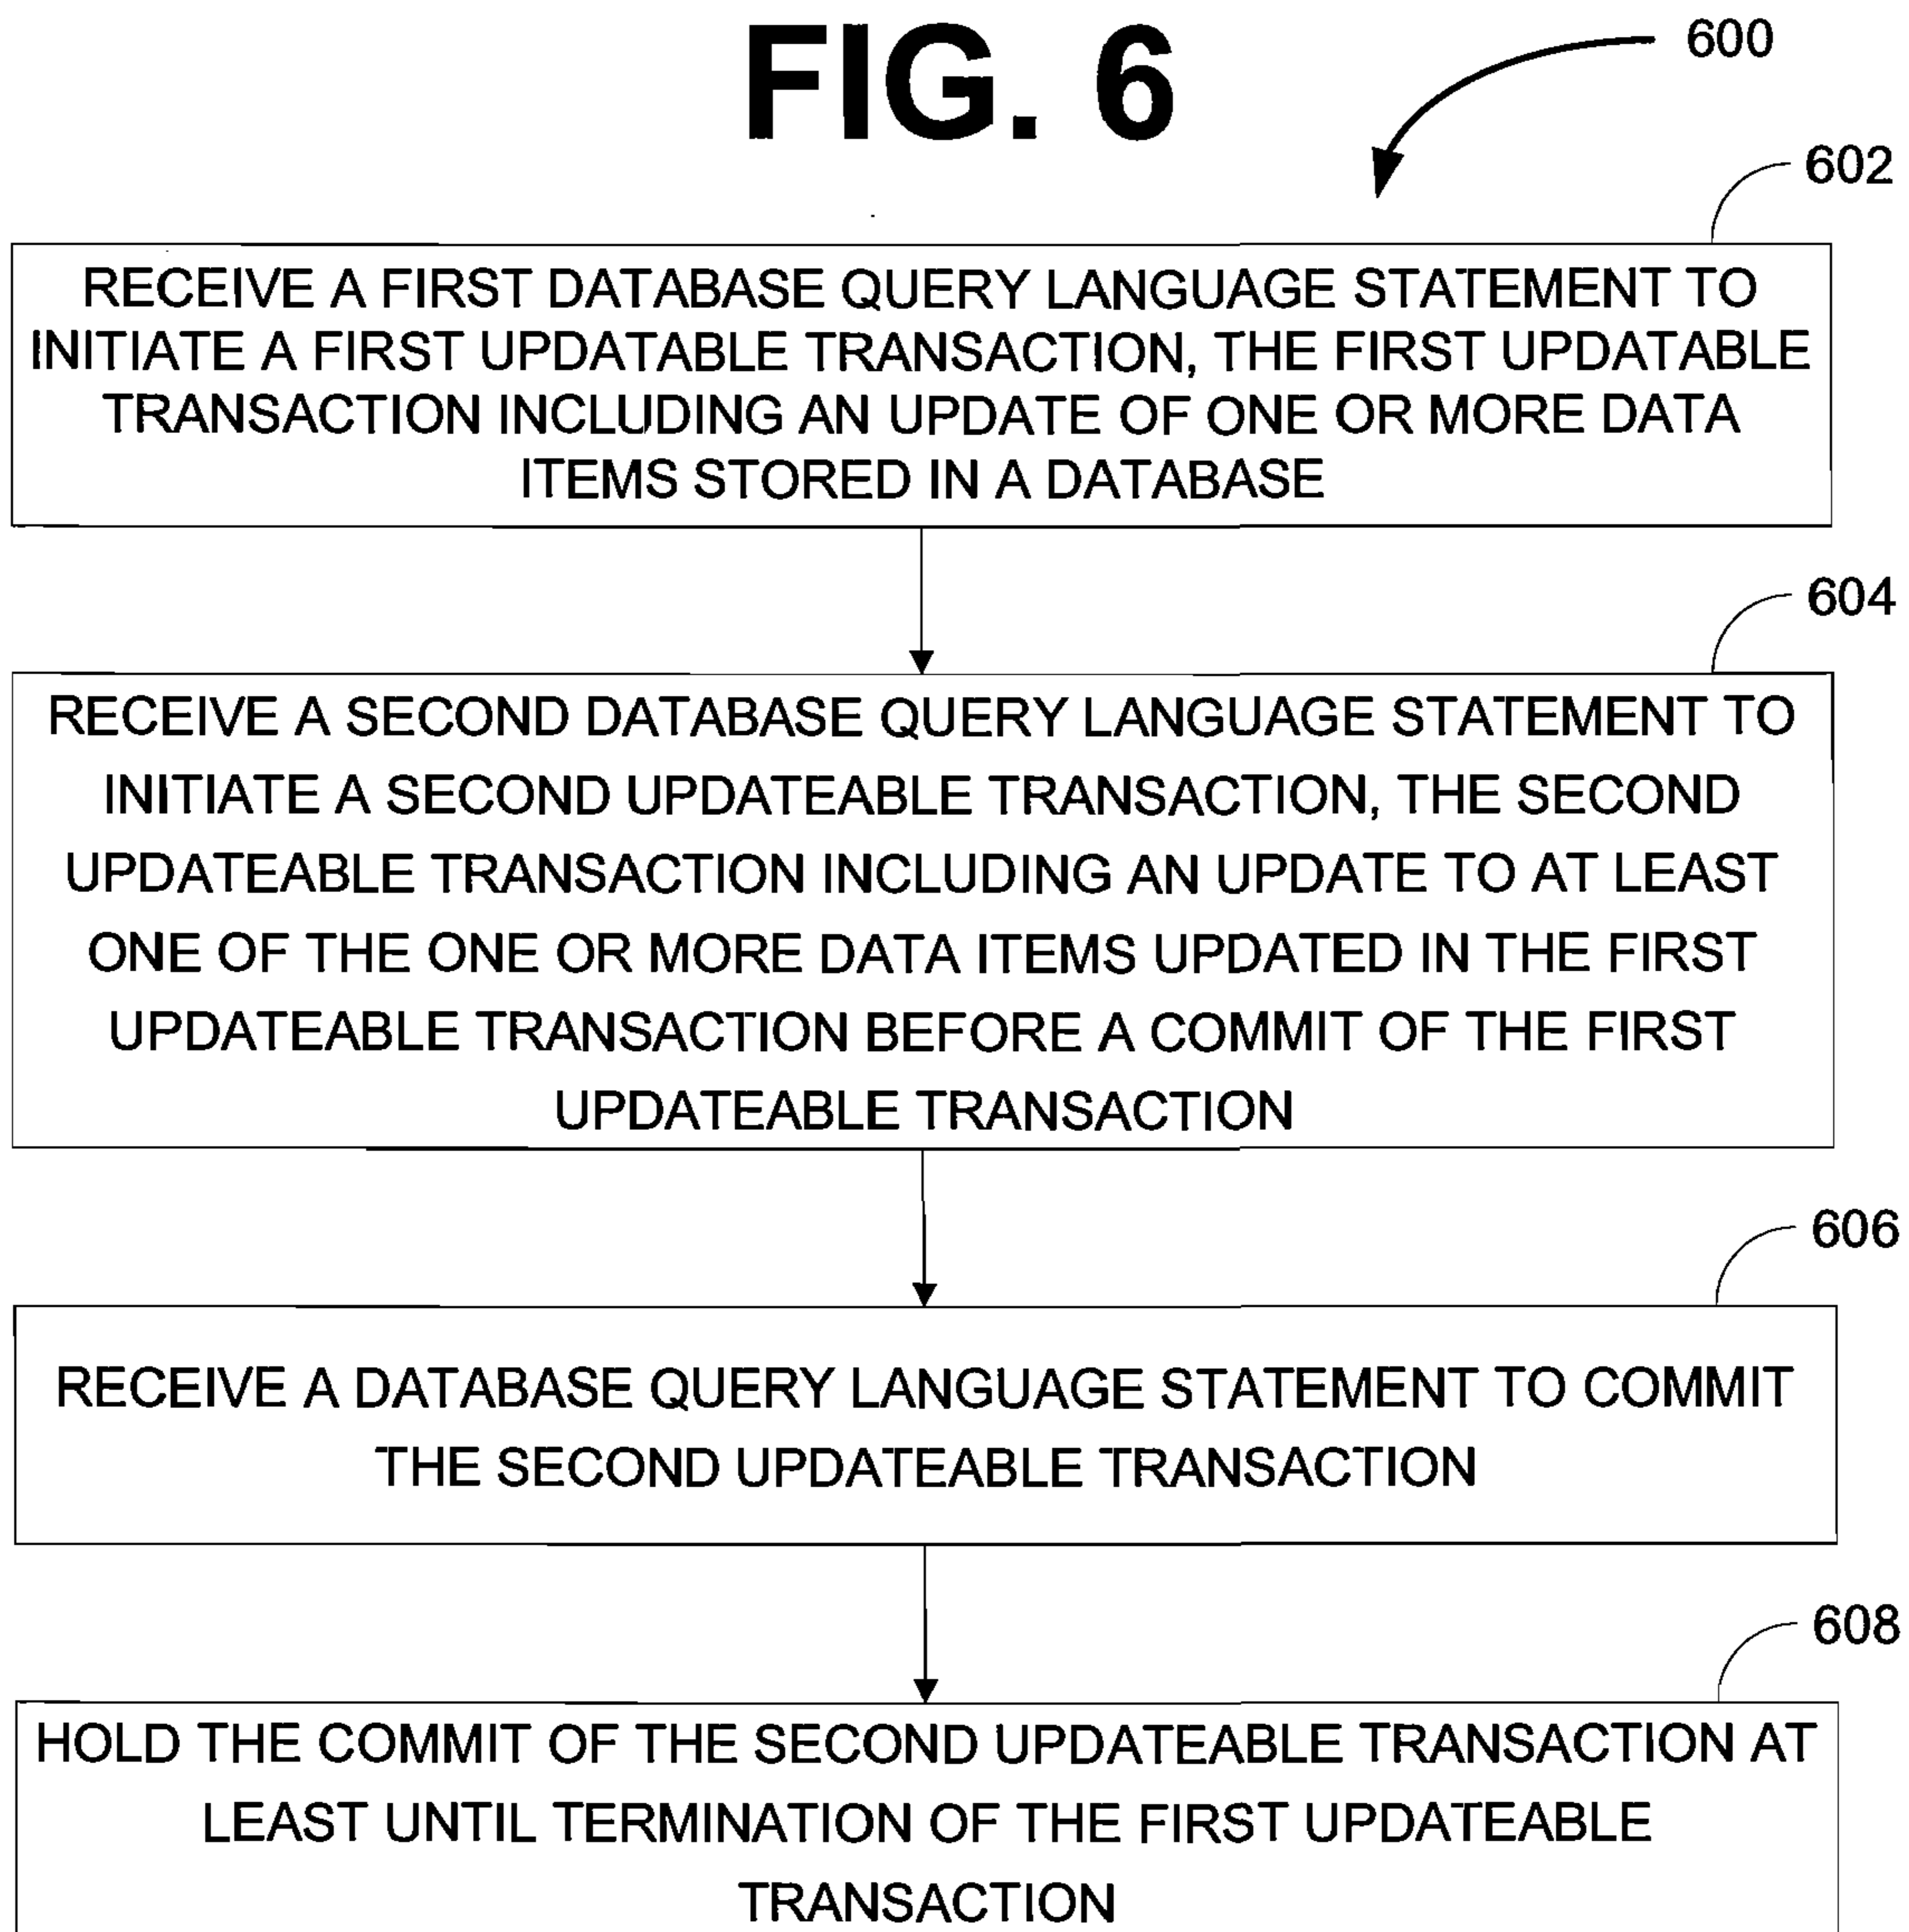 FIG. 6
600
602
RECEIVE A FIRST DATABASE QUERY LANGUAGE STATEMENT TO
INITIATE A FIRST UPDATABLE TRANSACTION, THE FIRST UPDATABLE
TRANSACTION INCLUDING AN UPDATE OF ONE OR MORE DATA
ITEMS STORED IN A DATABASE
604
RECEIVE A SECOND DATABASE QUERY LANGUAGE STATEMENT TO
INITIATE A SECOND UPDATEABLE TRANSACTION, THE SECOND
UPDATEABLE TRANSACTION INCLUDING AN UPDATE TO AT LEAST
ONE OF THE ONE OR MORE DATA ITEMS UPDATED IN THE FIRST
UPDATEABLE TRANSACTION BEFORE A COMMIT OF THE FIRST
UPDATEABLE TRANSACTION
606
RECEIVE A DATABASE QUERY LANGUAGE STATEMENT TO COMMIT
THE SECOND UPDATEABLE TRANSACTION
608
HOLD THE COMMIT OF THE SECOND UPDATEABLE TRANSACTION AT
LEAST UNTIL TERMINATION OF THE FIRST UPDATEABLE
TRANSACTION